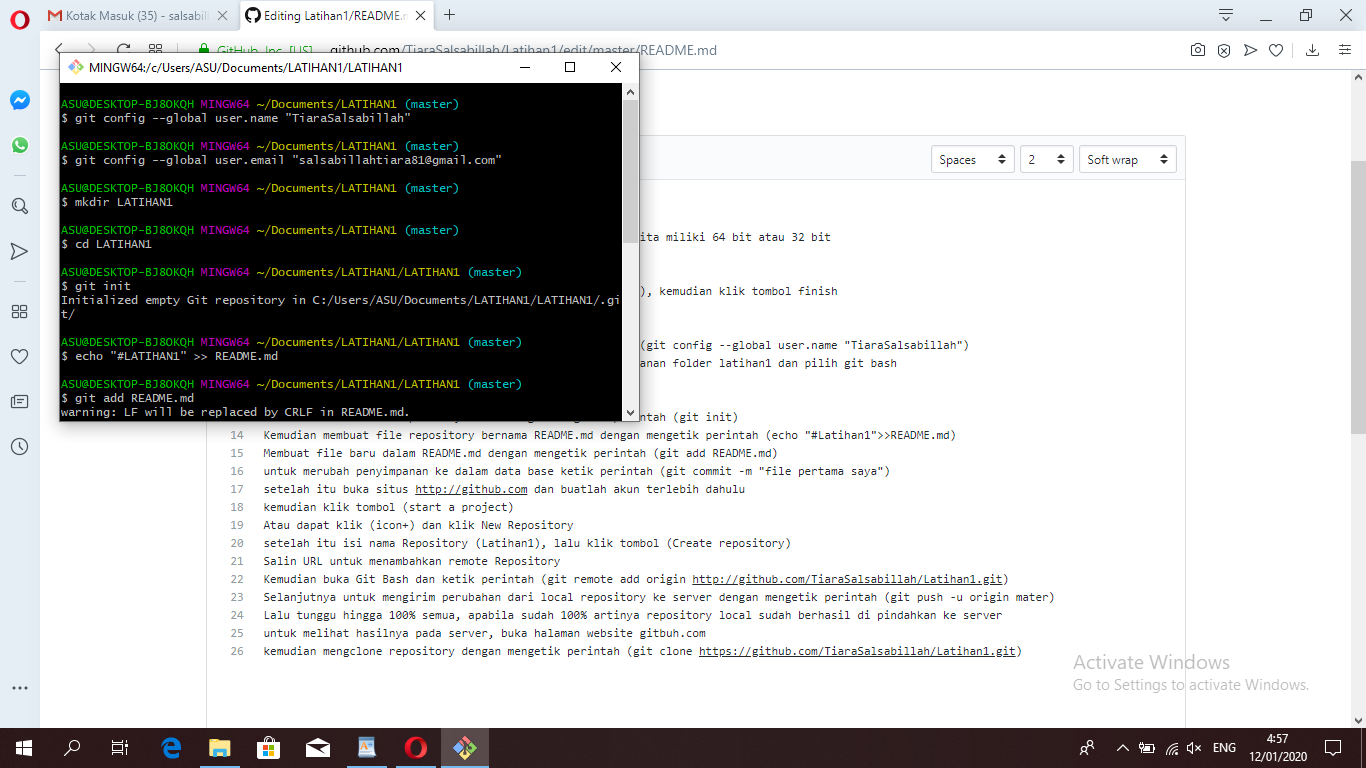 Kotak Masuk (35) - salsabill
Editing Latihan1/README.m
GitHub, Inc. [US]
github.com/TiaraSalsabillah/Latihan1/edit/master/README.md
MINGW64:/c/Users/ASU/Documents/LATIHAN1/LATIHAN1
ASU@DESKTOP-BJ8OKQH MINGW64 ~/Documents/LATIHAN1 (master)
$ git config --global user.name "TiaraSalsabillah"
ASU@DESKTOP-BJ8OKQH MINGW64 ~/Documents/LATIHAN1 (master)
$ git config --global user.email "salsabillahtiara81@gmail.com"
ASU@DESKTOP-BJ8OKQH MINGW64 ~/Documents/LATIHAN1 (master)
$ mkdir LATIHAN1
ASU@DESKTOP-BJ8OKQH MINGW64 ~/Documents/LATIHAN1 (master)
$ cd LATIHAN1
ASU@DESKTOP-BJ8OKQH MINGW64 ~/Documents/LATIHAN1/LATIHAN1 (master)
$ git init
Initialized empty Git repository in C:/Users/ASU/Documents/LATIHAN1/LATIHAN1/.gi
t/
ASU@DESKTOP-BJ8OKQH MINGW64 ~/Documents/LATIHAN1/LATIHAN1 (master)
$ echo "#LATIHAN1" >> README.md
ASU@DESKTOP-BJ8OKQH MINGW64 ~/Documents/LATIHAN1/LATIHAN1 (master)
$ git add README.md
warning: LF will be replaced by CRLF in README.md.
Spaces 2 Soft wrap
ita miliki 64 bit atau 32 bit
), kemudian klik tombol finish
(git config --global user.name "TiaraSalsabillah")
anan folder latihan1 dan pilih git bash
ntah (git init)
14 Kemudian membuat file repository bernama README.md dengan mengetik perintah (echo "#Latihan1">>README.md)
15 Membuat file baru dalam README.md dengan mengetik perintah (git add README.md)
16 untuk merubah penyimpanan ke dalam data base ketik perintah (git commit -m "file pertama saya")
17 setelah itu buka situs http://github.com dan buatlah akun terlebih dahulu
18 kemudian klik tombol (start a project)
19 Atau dapat klik (icon+) dan klik New Repository
20 setelah itu isi nama Repository (Latihan1), lalu klik tombol (Create repository)
21 Salin URL untuk menambahkan remote Repository
22 Kemudian buka Git Bash dan ketik perintah (git remote add origin http://github.com/TiaraSalsabillah/Latihan1.git)
23 Selanjutnya untuk mengirim perubahan dari local repository ke server dengan mengetik perintah (git push -u origin mater)
24 Lalu tunggu hingga 100% semua, apabila sudah 100% artinya repository local sudah berhasil di pindahkan ke server
25 untuk melihat hasilnya pada server, buka halaman website gitbuh.com
26 kemudian mengclone repository dengan mengetik perintah (git clone https://github.com/TiaraSalsabillah/Latihan1.git)
Activate Windows
Go to Settings to activate Windows.
ENG
4:57
12/01/2020